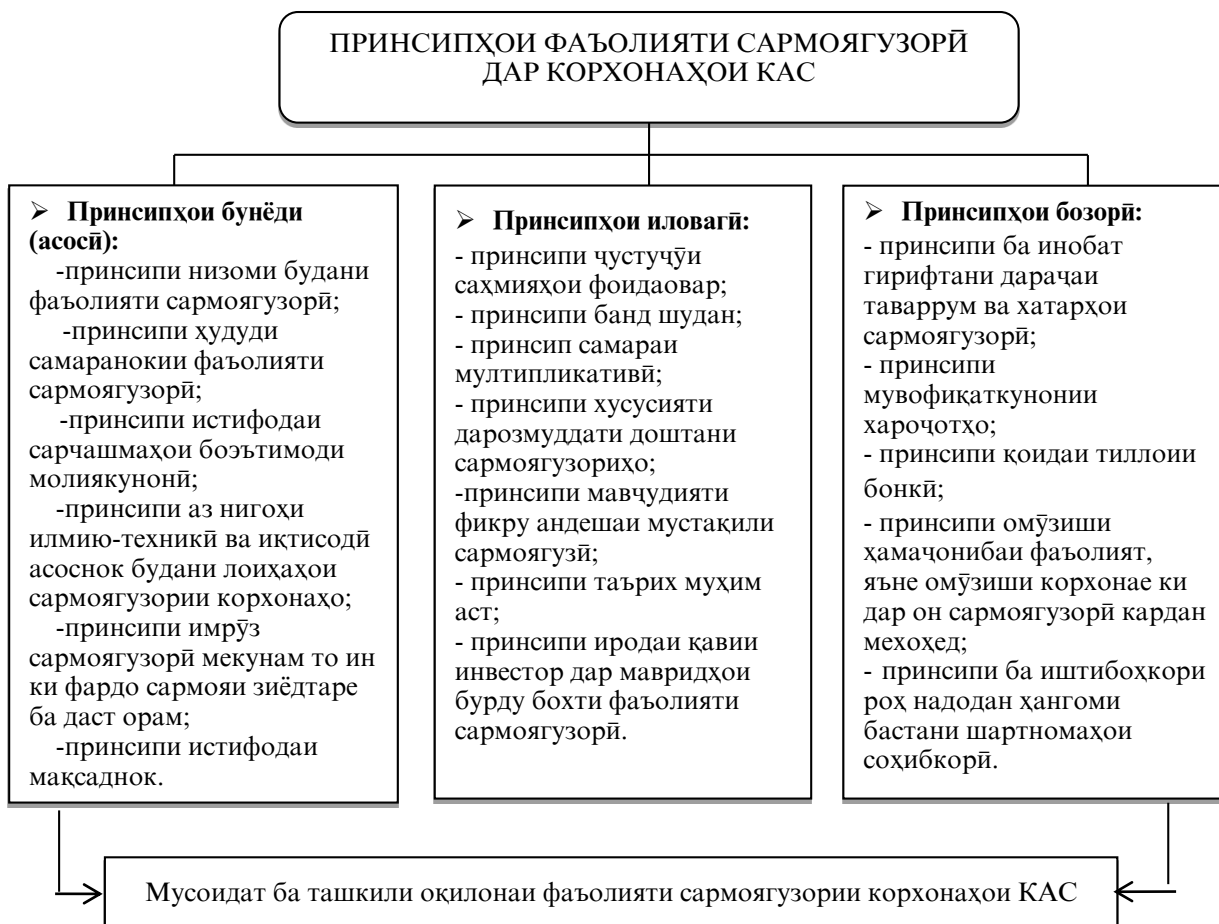 ПРИНСИПҲОИ ФАЪОЛИЯТИ САРМОЯГУЗОРӢ
ДАР КОРХОНАҲОИ КАС
➢ Принсипҳои бунёди
(асосӣ):
-принсипи низоми будани
фаъолияти сармоягузорӣ;
-принсипи ҳудуди
самаранокии фаъолияти
сармоягузорӣ;
-принсипи истифодаи
сарчашмаҳои боэътимоди
молиякунонӣ;
-принсипи аз нигоҳи
илмию-техникӣ ва иқтисодӣ
асоснок будани лоиҳаҳои
сармоягузории корхонаҳо;
-принсипи имрӯз
сармоягузорӣ мекунам то ин
ки фардо сармояи зиёдтаре
ба даст орам;
-принсипи истифодаи
мақсаднок.
➢ Принсипҳои иловагӣ:
- принсипи ҷустуҷӯи
саҳмияҳои фоидаовар;
- принсипи банд шудан;
- принсип самараи
мултипликативӣ;
- принсипи хусусияти
дарозмуддати доштани
сармоягузориҳо;
-принсипи мавҷудияти
фикру андешаи мустақили
сармоягузӣ;
- принсипи таърих муҳим
аст;
- принсипи иродаи қавии
инвестор дар мавридҳои
бурду бохти фаъолияти
сармоягузорӣ.
➢ Принсипҳои бозорӣ:
- принсипи ба инобат
гирифтани дараҷаи
таваррум ва хатарҳои
сармоягузорӣ;
- принсипи
мувофиқаткунонии
хароҷотҳо;
- принсипи қоидаи тиллоии
бонкӣ;
- принсипи омӯзиши
ҳамаҷонибаи фаъолият,
яъне омӯзиши корхонае ки
дар он сармоягузорӣ кардан
мехоҳед;
- принсипи ба иштибоҳкори
роҳ надодан ҳангоми
бастани шартномаҳои
соҳибкорӣ.
Мусоидат ба ташкили оқилонаи фаъолияти сармоягузории корхонаҳои КАС